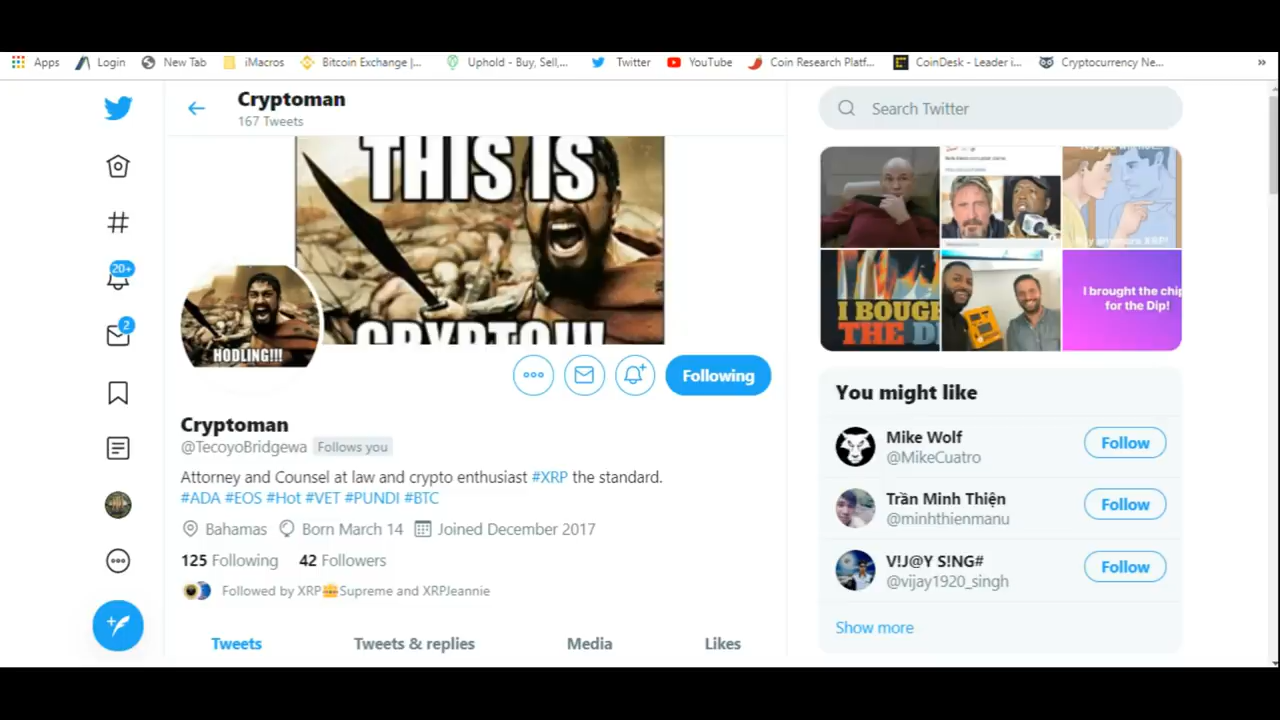 Apps Login New Tab iMacros Bitcoin Exchange |... Uphold - Buy, Sell,... Twitter YouTube Coin Research Platf... CoinDesk - Leader i... Cryptocurrency Ne... »
Cryptoman
167 Tweets
Search Twitter
THIS IS
CRYPTO!!!
HODLING!!!
20+
2
I BOUGH
THE DI
I brought the chip
for the Dip!
Following
Cryptoman
@TecoyoBridgewa Follows you
Attorney and Counsel at law and crypto enthusiast #XRP the standard.
#ADA #EOS #Hot #VET #PUNDI #BTC
Bahamas Born March 14 Joined December 2017
125 Following 42 Followers
Followed by XRP Supreme and XRPJeannie
Tweets Tweets & replies Media Likes
You might like
Mike Wolf
@MikeCuatro
Follow
Trần Minh Thiện
@minhthienmanu
Follow
V!J@Y S!NG#
@vijay1920_singh
Follow
Show more